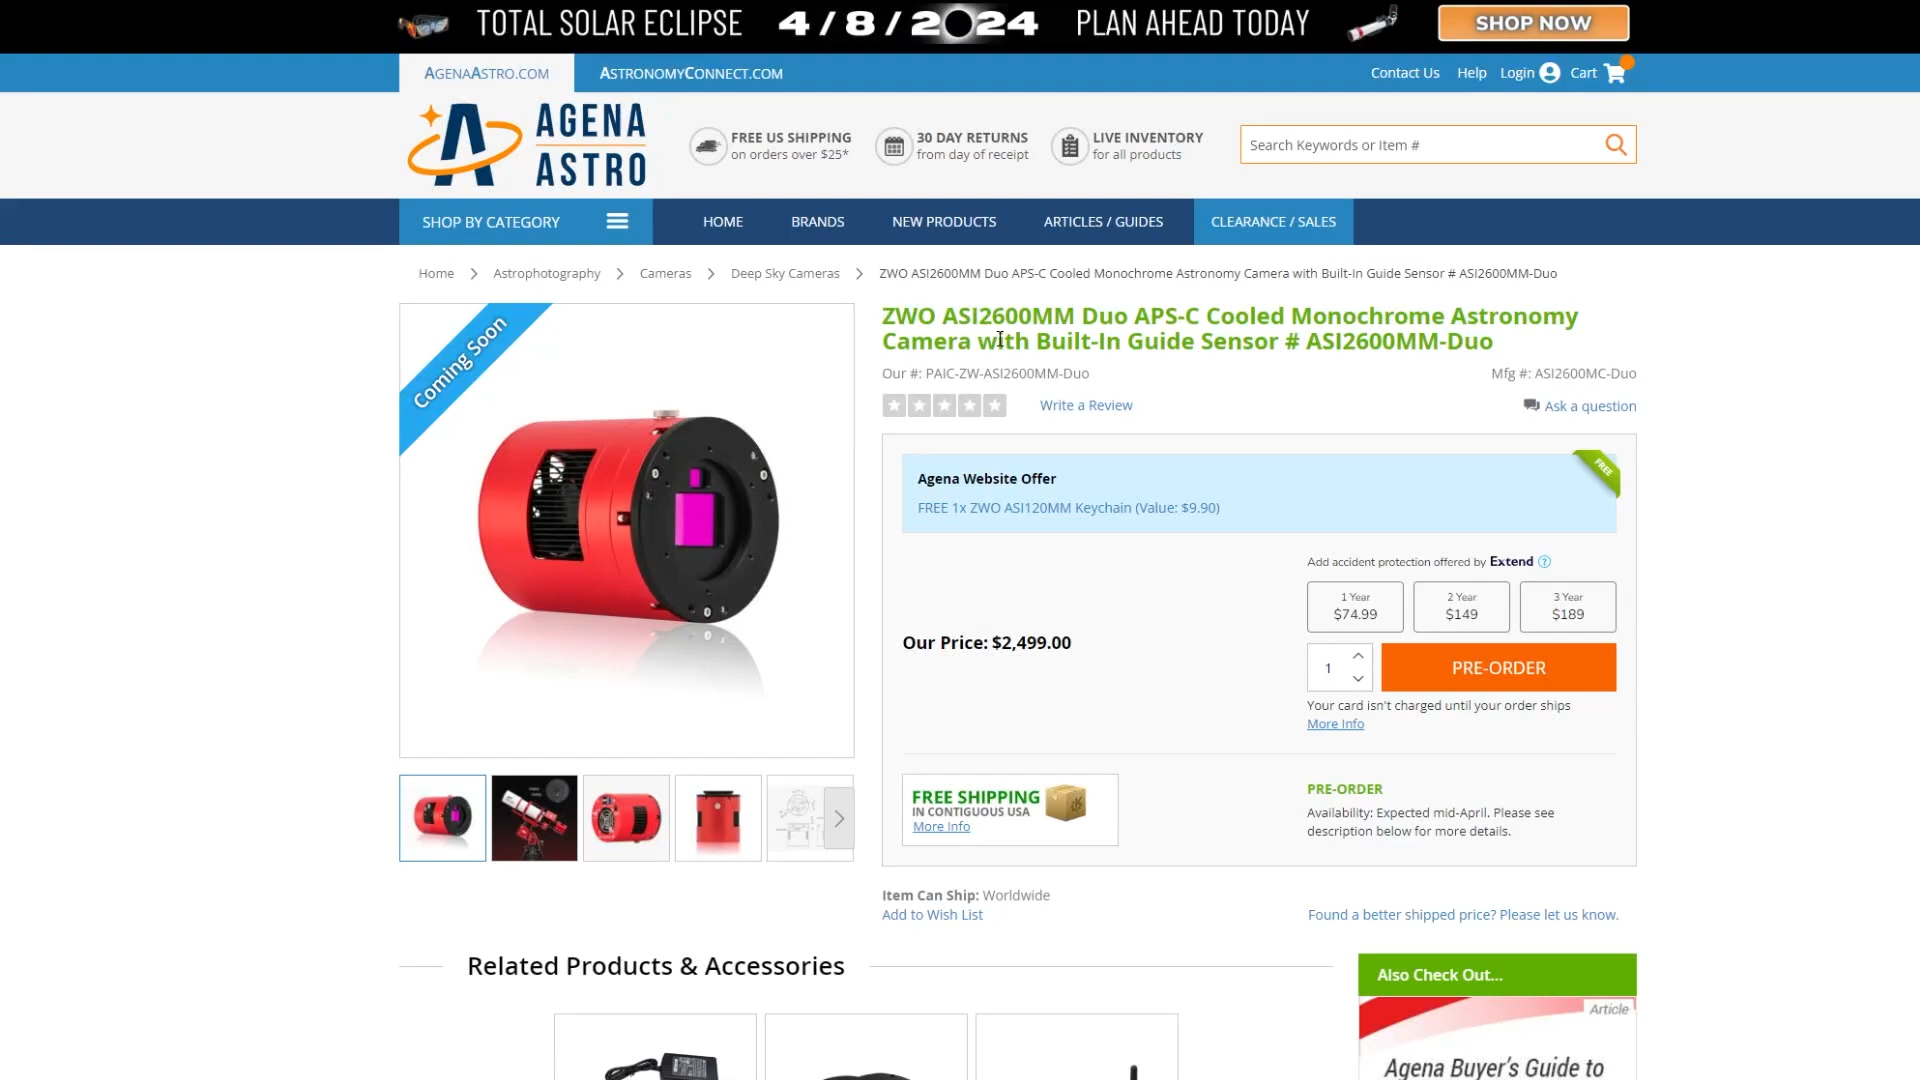 TOTAL SOLAR ECLIPSE 4/8/2024 PLAN AHEAD TODAY SHOP NOW
AGENAASTRO.COM ASTRONOMYCONNECT.COM Contact Us Help Login Cart
AGENA
ASTRO
FREE US SHIPPING
on orders over $25*
30 DAY RETURNS
from day of receipt
LIVE INVENTORY
for all products
Search Keywords or Item #
SHOP BY CATEGORY HOME BRANDS NEW PRODUCTS ARTICLES / GUIDES CLEARANCE / SALES
Home Astrophotography Cameras Deep Sky Cameras ZWO ASI2600MM Duo APS-C Cooled Monochrome Astronomy Camera with Built-In Guide Sensor # ASI2600MM-Duo
Coming Soon
ZWO ASI2600MM Duo APS-C Cooled Monochrome Astronomy
Camera with Built-In Guide Sensor # ASI2600MM-Duo
Our #: PAIC-ZW-ASI2600MM-Duo Mfg #: ASI2600MC-Duo
Write a Review Ask a question
Agena Website Offer
FREE
FREE 1x ZWO ASI120MM Keychain (Value: $9.90)
Add accident protection offered by Extend ?
1 Year
$74.99
2 Year
$149
3 Year
$189
Our Price: $2,499.00
1 PRE-ORDER
Your card isn't charged until your order ships
More Info
FREE SHIPPING
IN CONTIGUOUS USA
More Info
PRE-ORDER
Availability: Expected mid-April. Please see
description below for more details.
Item Can Ship: Worldwide
Add to Wish List
Found a better shipped price? Please let us know.
Related Products & Accessories
Also Check Out...
Article
Agena Buyer's Guide to